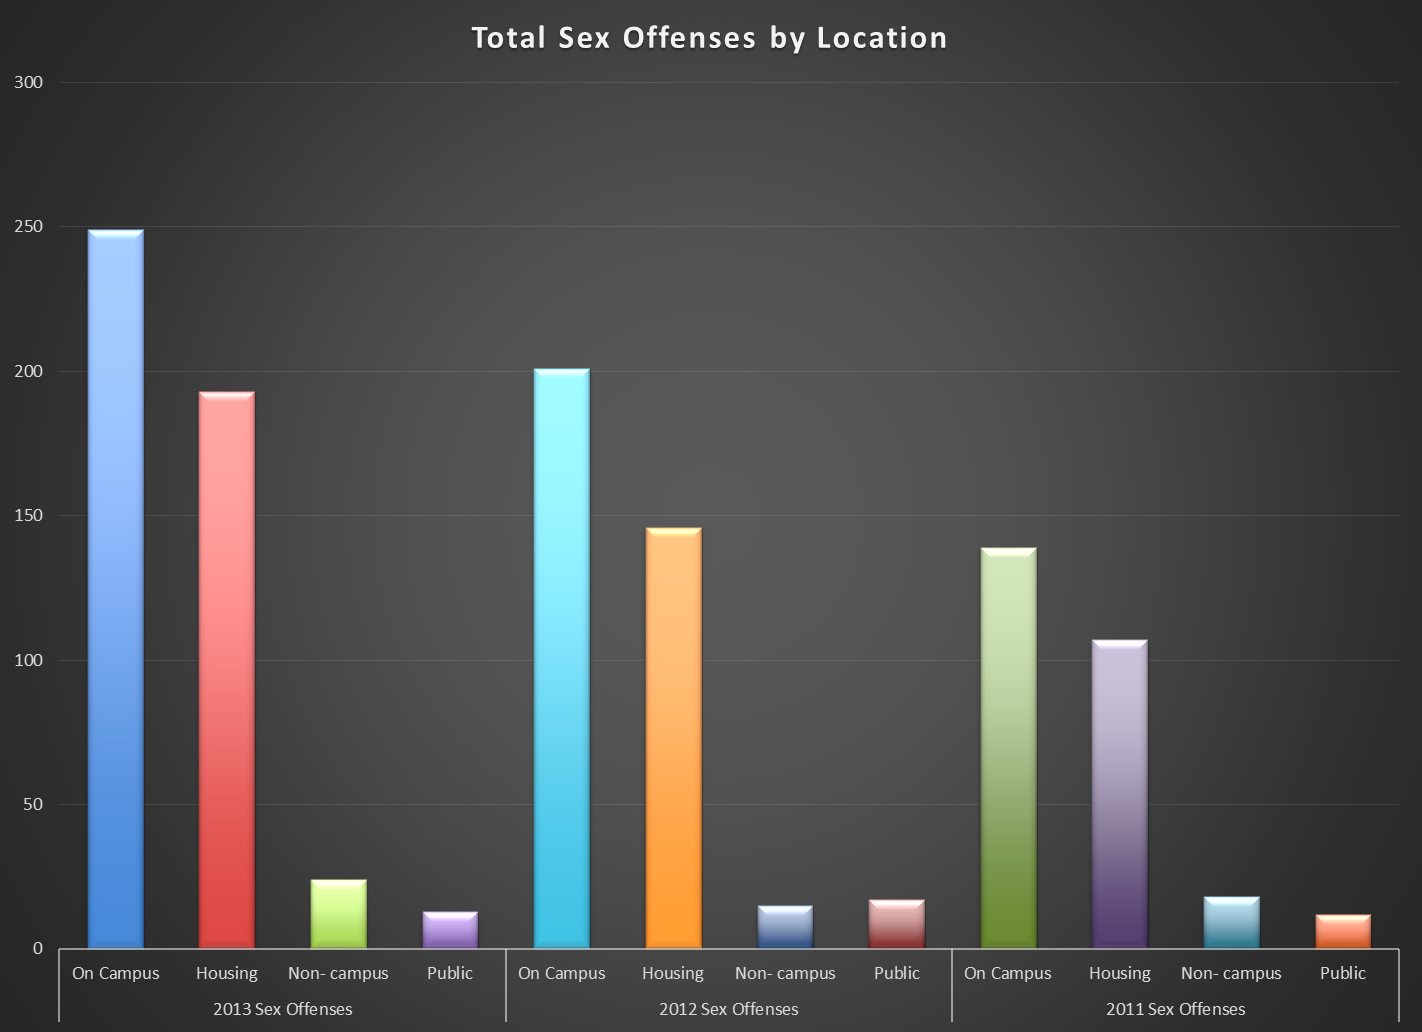 Total Sex Offenses by Location
300
250
200
150
100
50
0
On Campus Housing Non- campus Public On Campus Housing Non- campus Public On Campus Housing Non- campus Public
2013 Sex Offenses 2012 Sex Offenses 2011 Sex Offenses